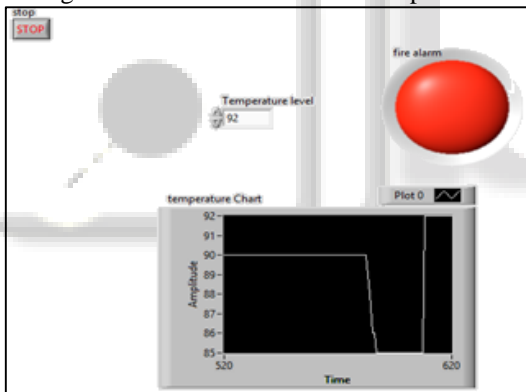 stop
STOP
fire alarm
Temperature level
92
temperature Chart
Plot 0
92
91
90
89
88
87
86
85
Amplitude
520
620
Time